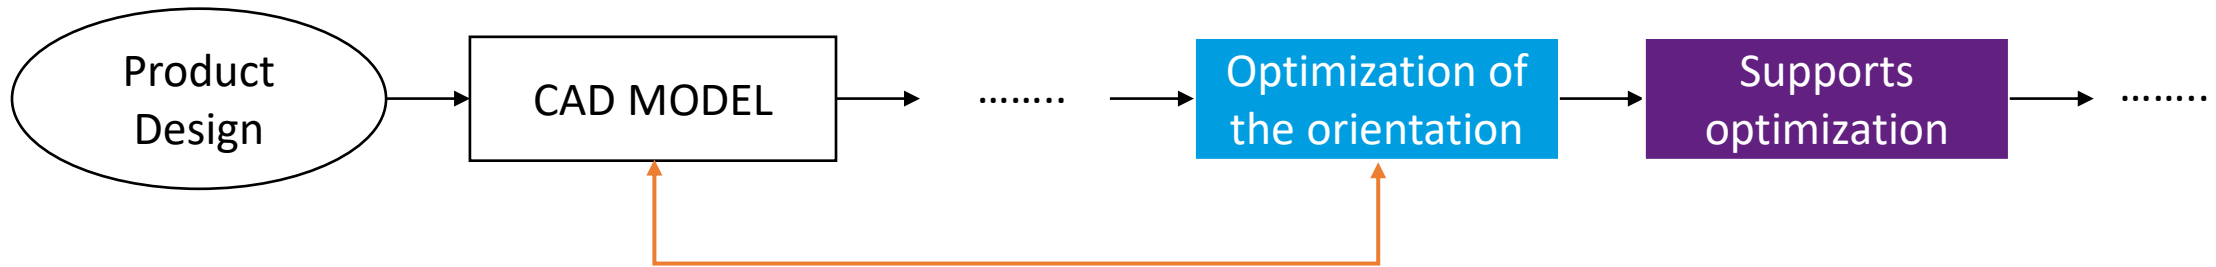 Product
Design
CAD MODEL
........
Optimization of
the orientation
Supports
optimization
........